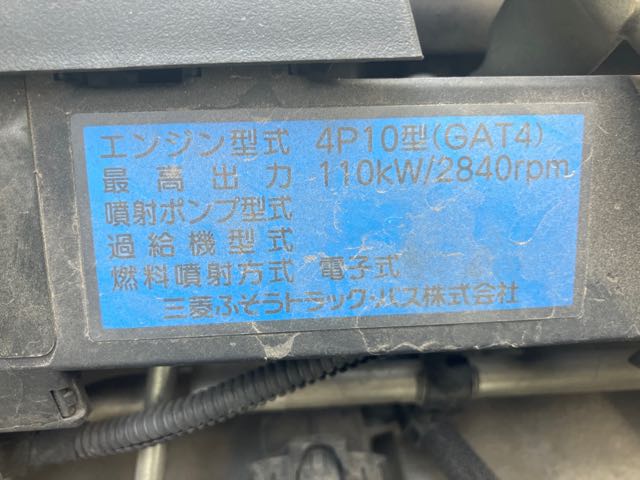 エンジン型式 4P10型(GAT4)
最高出力 110kW/2840rpm
噴射ポンプ型式
過給機型式
燃料噴射方式 電子式
三菱ふそうトラック・バス株式会社